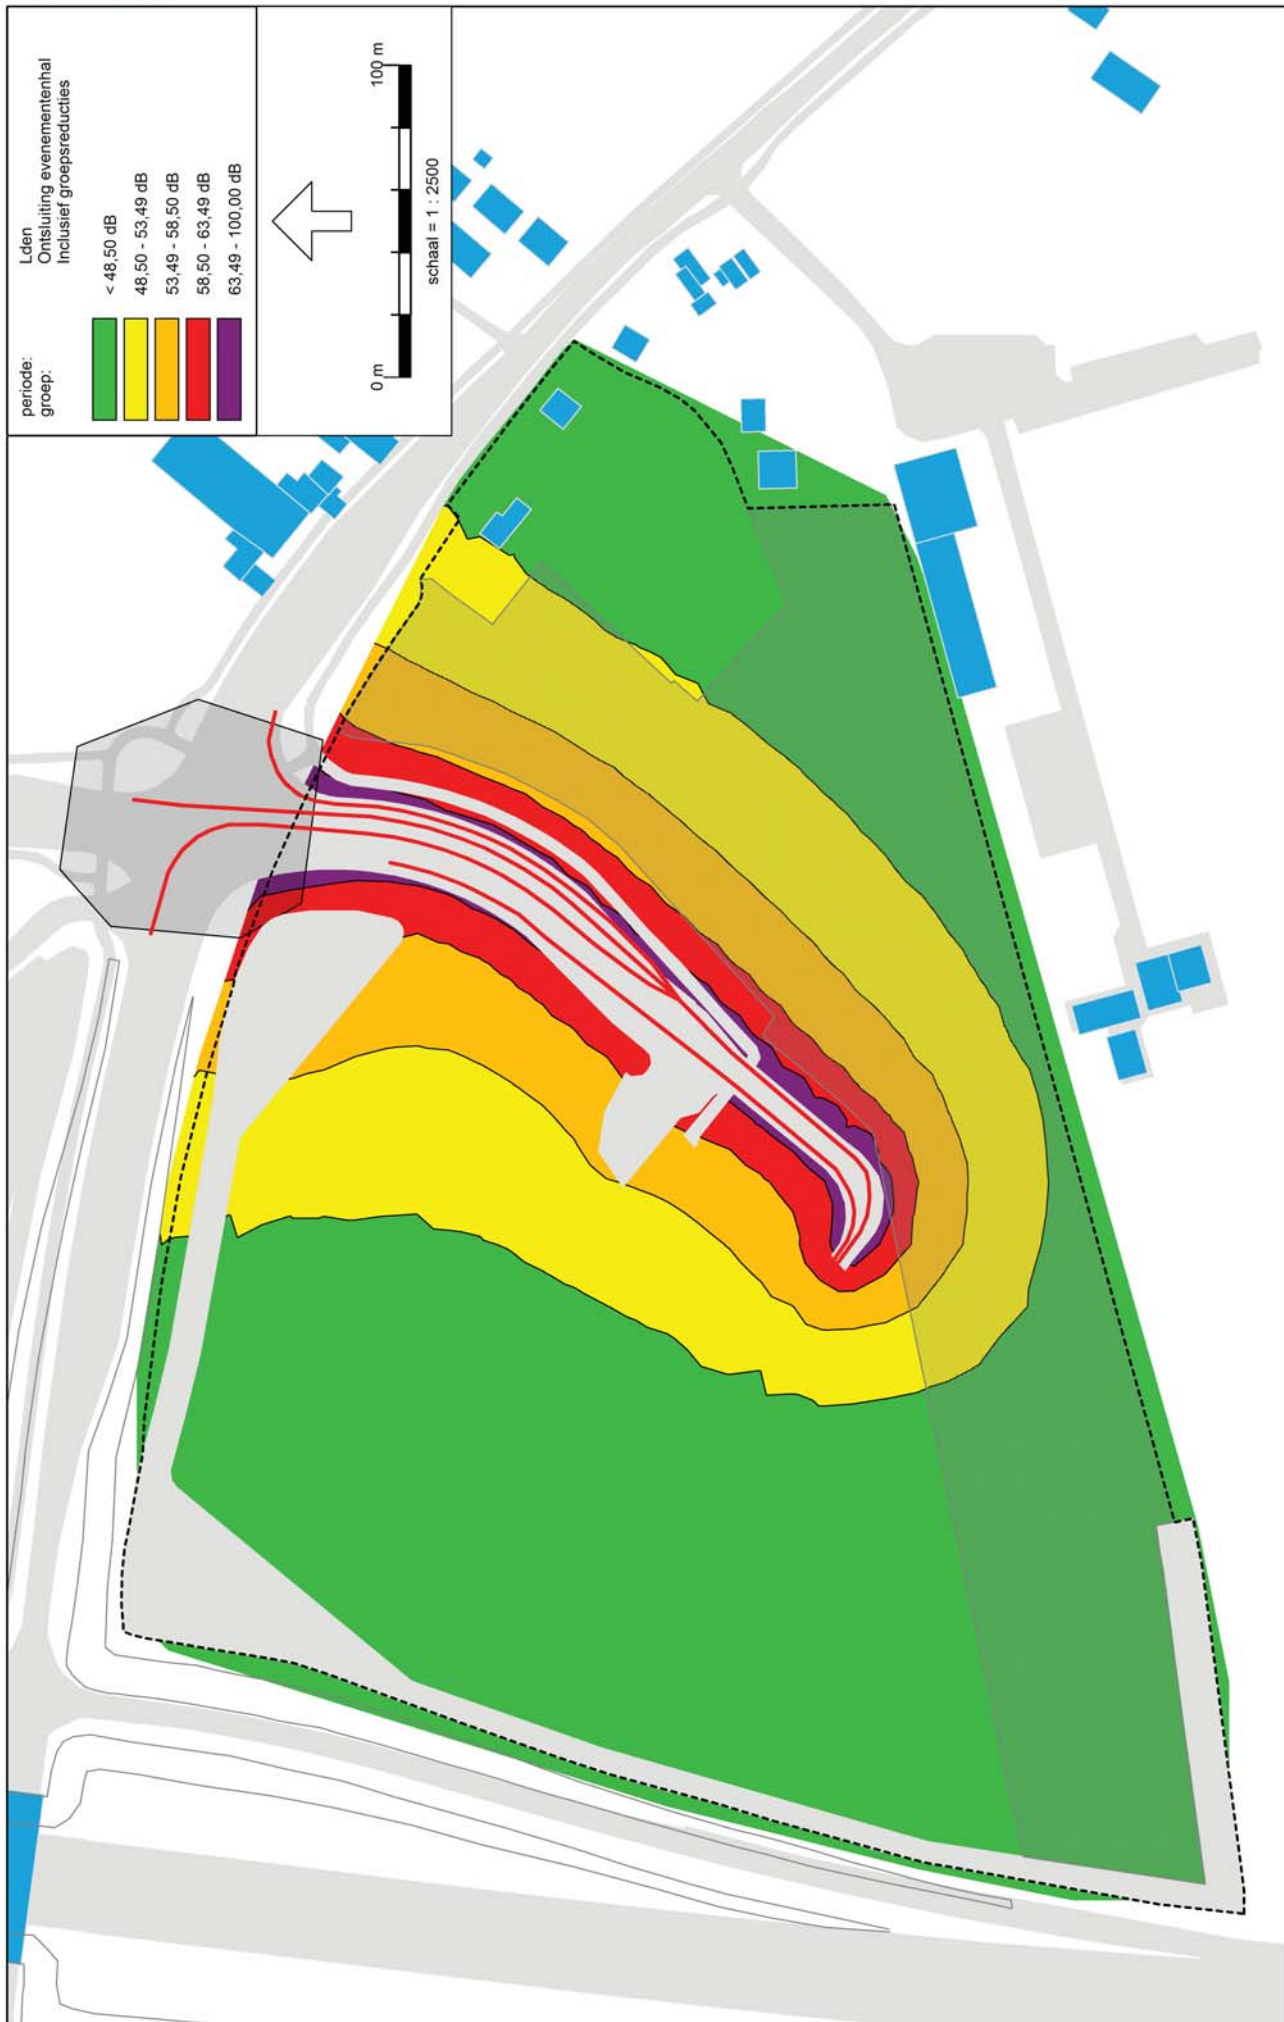 periode: Lden
groep: Ontsluiting evenementenhal
Inclusief groepsreducties
< 48,50 dB
48,50 - 53,49 dB
53,49 - 58,50 dB
58,50 - 63,49 dB
63,49 - 100,00 dB
0 m 100 m
schaal = 1 : 2500